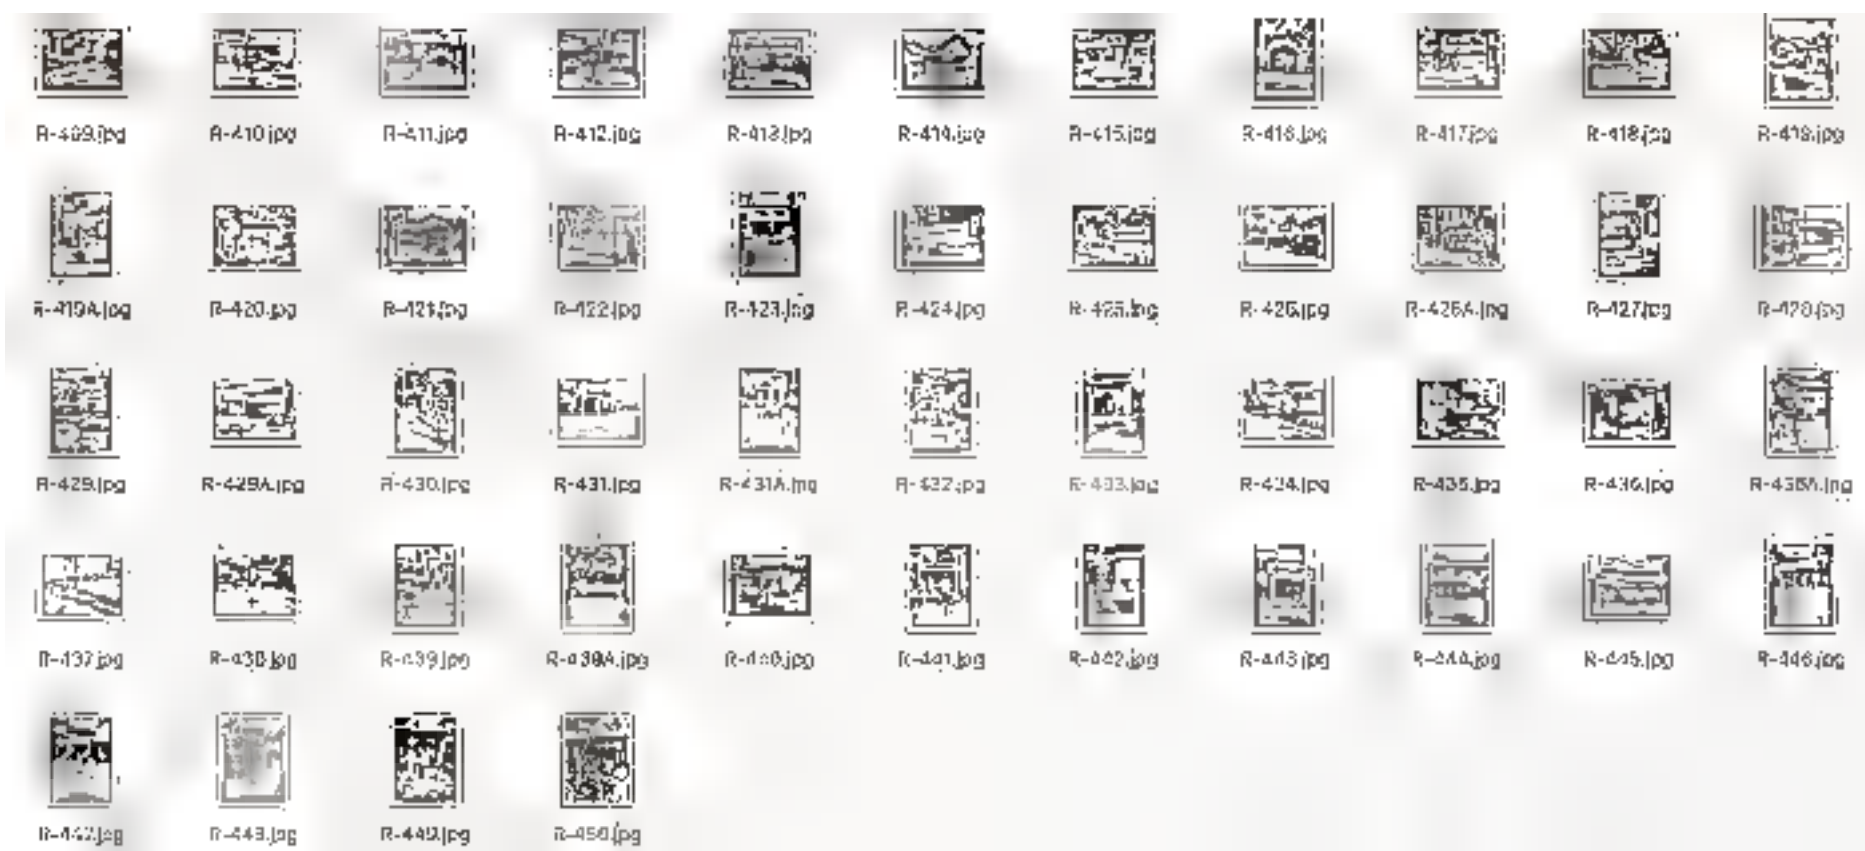 R-409.jpg R-410.jpg R-411.jpg R-412.jpg R-413.jpg R-414.jpg R-415.jpg R-416.jpg R-417.jpg R-418.jpg R-419.jpg
R-419A.jpg R-420.jpg R-421.jpg R-422.jpg R-423.jpg R-424.jpg R-425.jpg R-426.jpg R-426A.jpg R-427.jpg R-428.jpg
R-429.jpg R-429A.jpg R-430.jpg R-431.jpg R-431A.jpg R-432.jpg R-433.jpg R-434.jpg R-435.jpg R-436.jpg R-436A.jpg
R-437.jpg R-438.jpg R-439.jpg R-439A.jpg R-440.jpg R-441.jpg R-442.jpg R-443.jpg R-444.jpg R-445.jpg R-446.jpg
R-447.jpg R-448.jpg R-449.jpg R-450.jpg